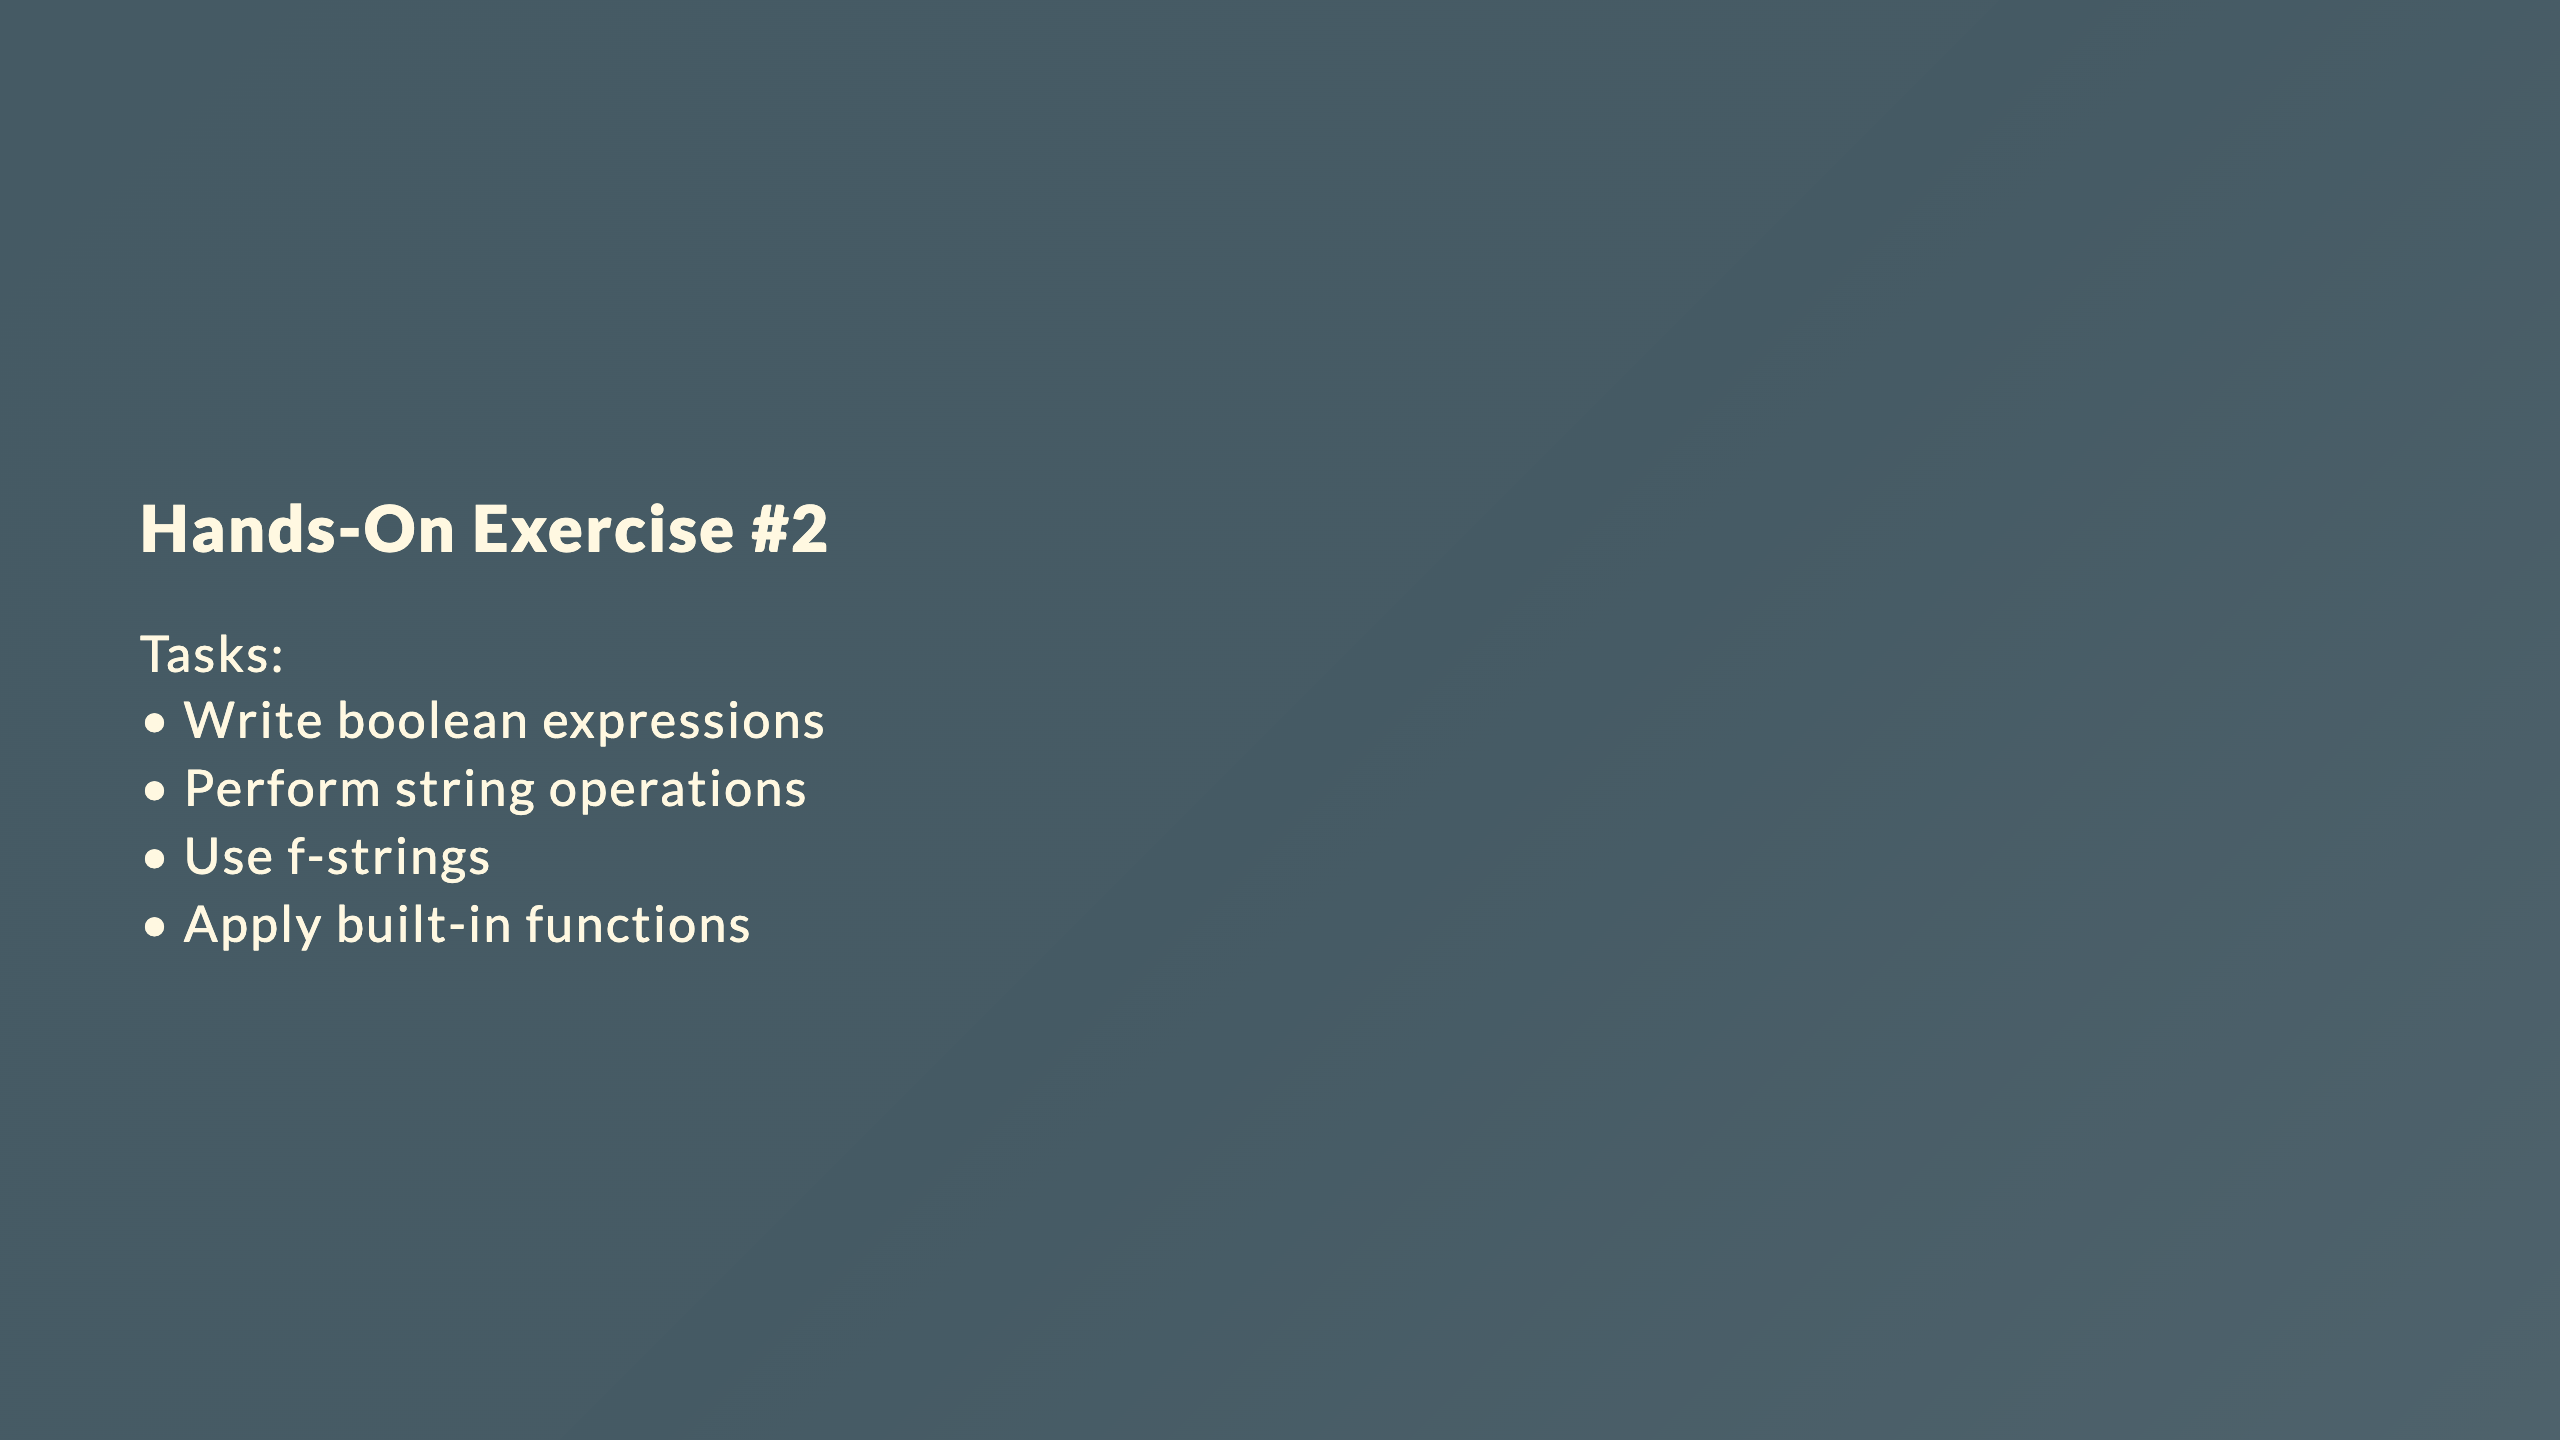 Hands-On Exercise #2
Tasks:
• Write boolean expressions
• Perform string operations
• Use f-strings
• Apply built-in functions